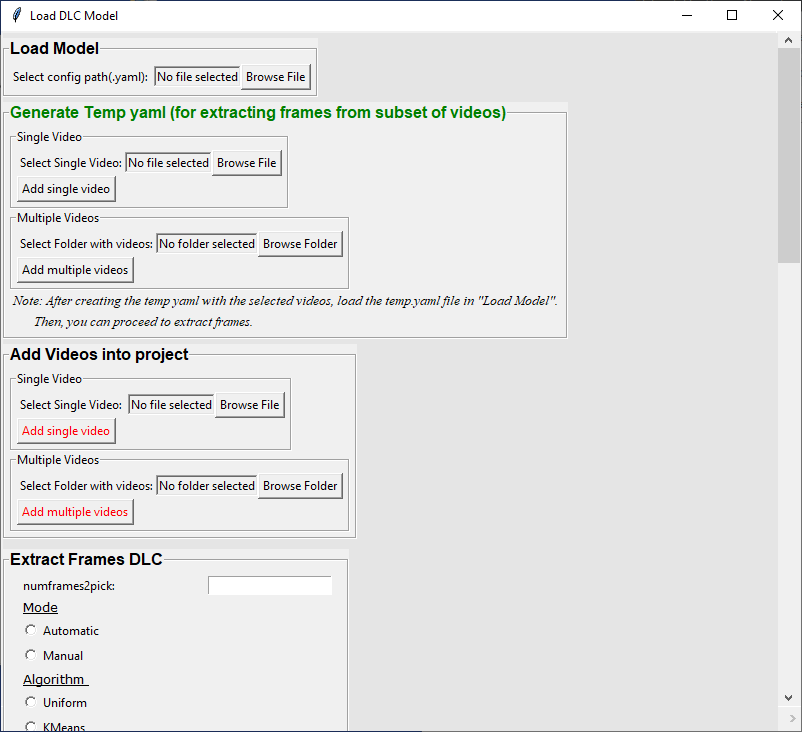 Load DLC Model
Load Model
Select config path(.yaml): No file selected Browse File
Generate Temp yaml (for extracting frames from subset of videos)
Single Video
Select Single Video: No file selected Browse File
Add single video
Multiple Videos
Select Folder with videos: No folder selected Browse Folder
Add multiple videos
Note: After creating the temp yaml with the selected videos, load the temp.yaml file in "Load Model".
Then, you can proceed to extract frames.
Add Videos into project
Single Video
Select Single Video: No file selected Browse File
Add single video
Multiple Videos
Select Folder with videos: No folder selected Browse Folder
Add multiple videos
Extract Frames DLC
numframes2pick:
Mode
Automatic
Manual
Algorithm
Uniform
KMeans